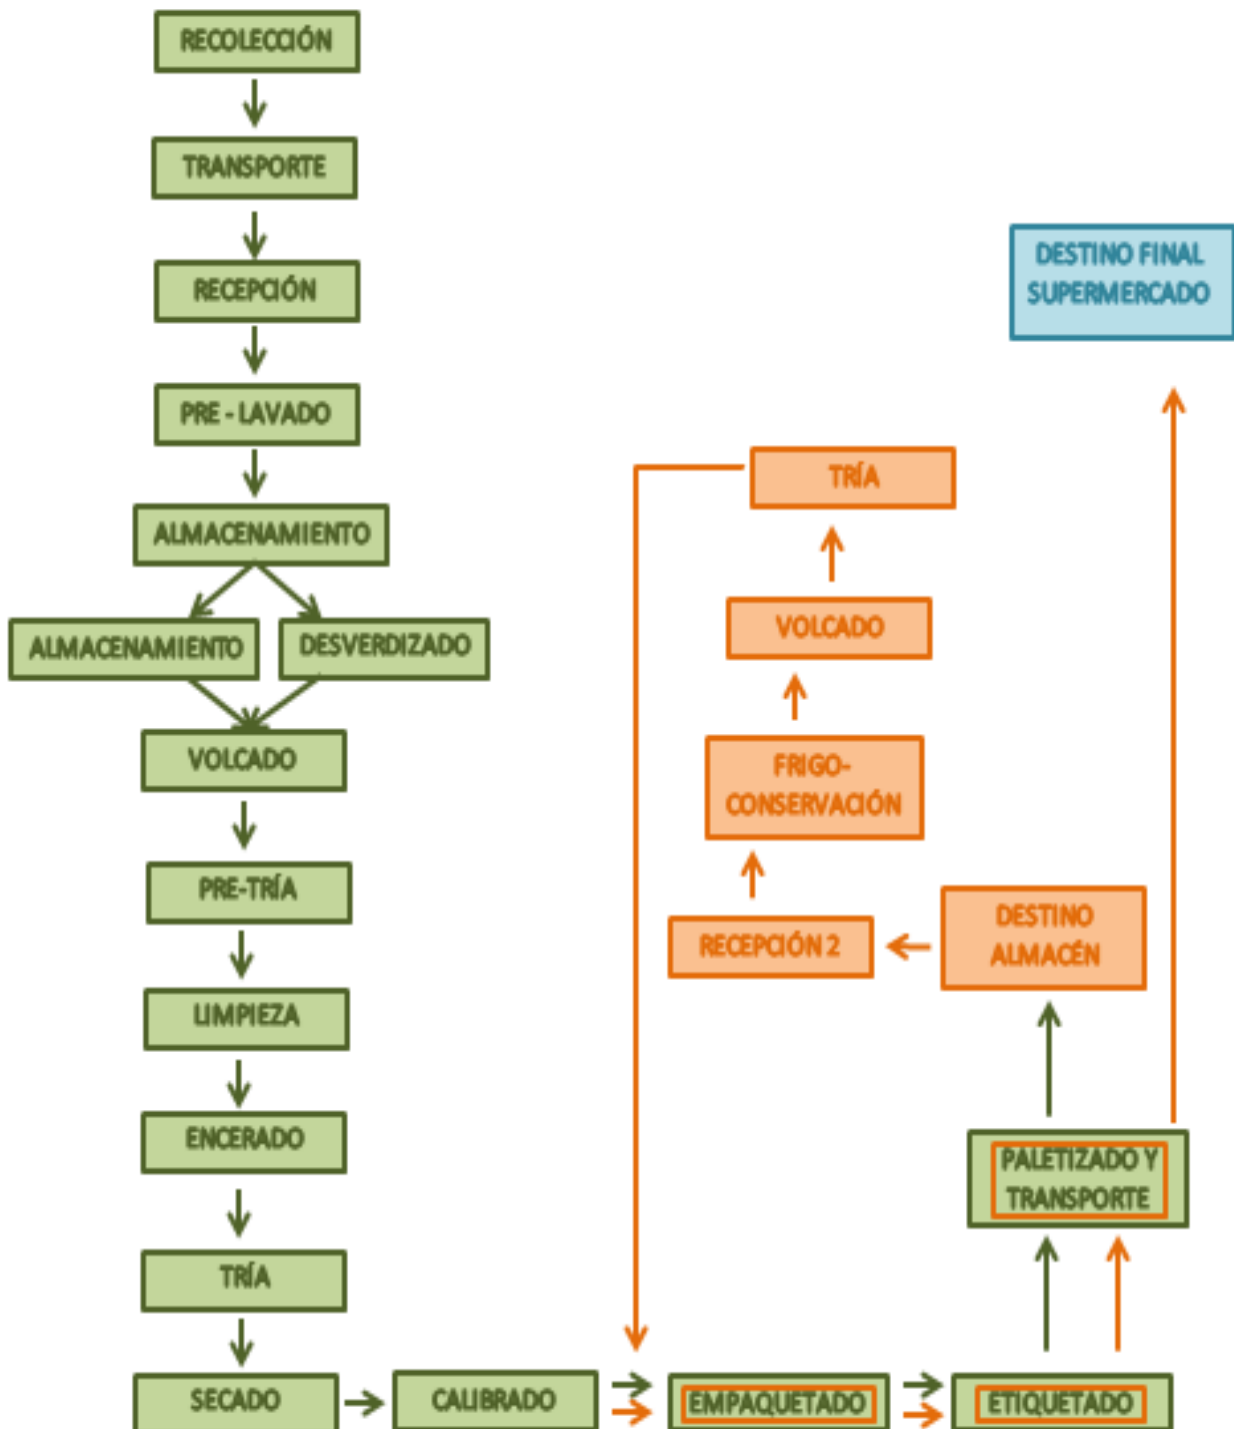 RECOLECCIÓN
TRANSPORTE
RECEPCIÓN
PRE - LAVADO
ALMACENAMIENTO
ALMACENAMIENTO
DESVERDIZADO
VOLCADO
PRE-TRÍA
LIMPIEZA
ENCERADO
TRÍA
SECADO
CALIBRADO
EMPAQUETADO
ETIQUETADO
PALETIZADO Y
TRANSPORTE
DESTINO
ALMACÉN
RECEPCIÓN 2
FRIGO-
CONSERVACIÓN
VOLCADO
TRÍA
DESTINO FINAL
SUPERMERCADO